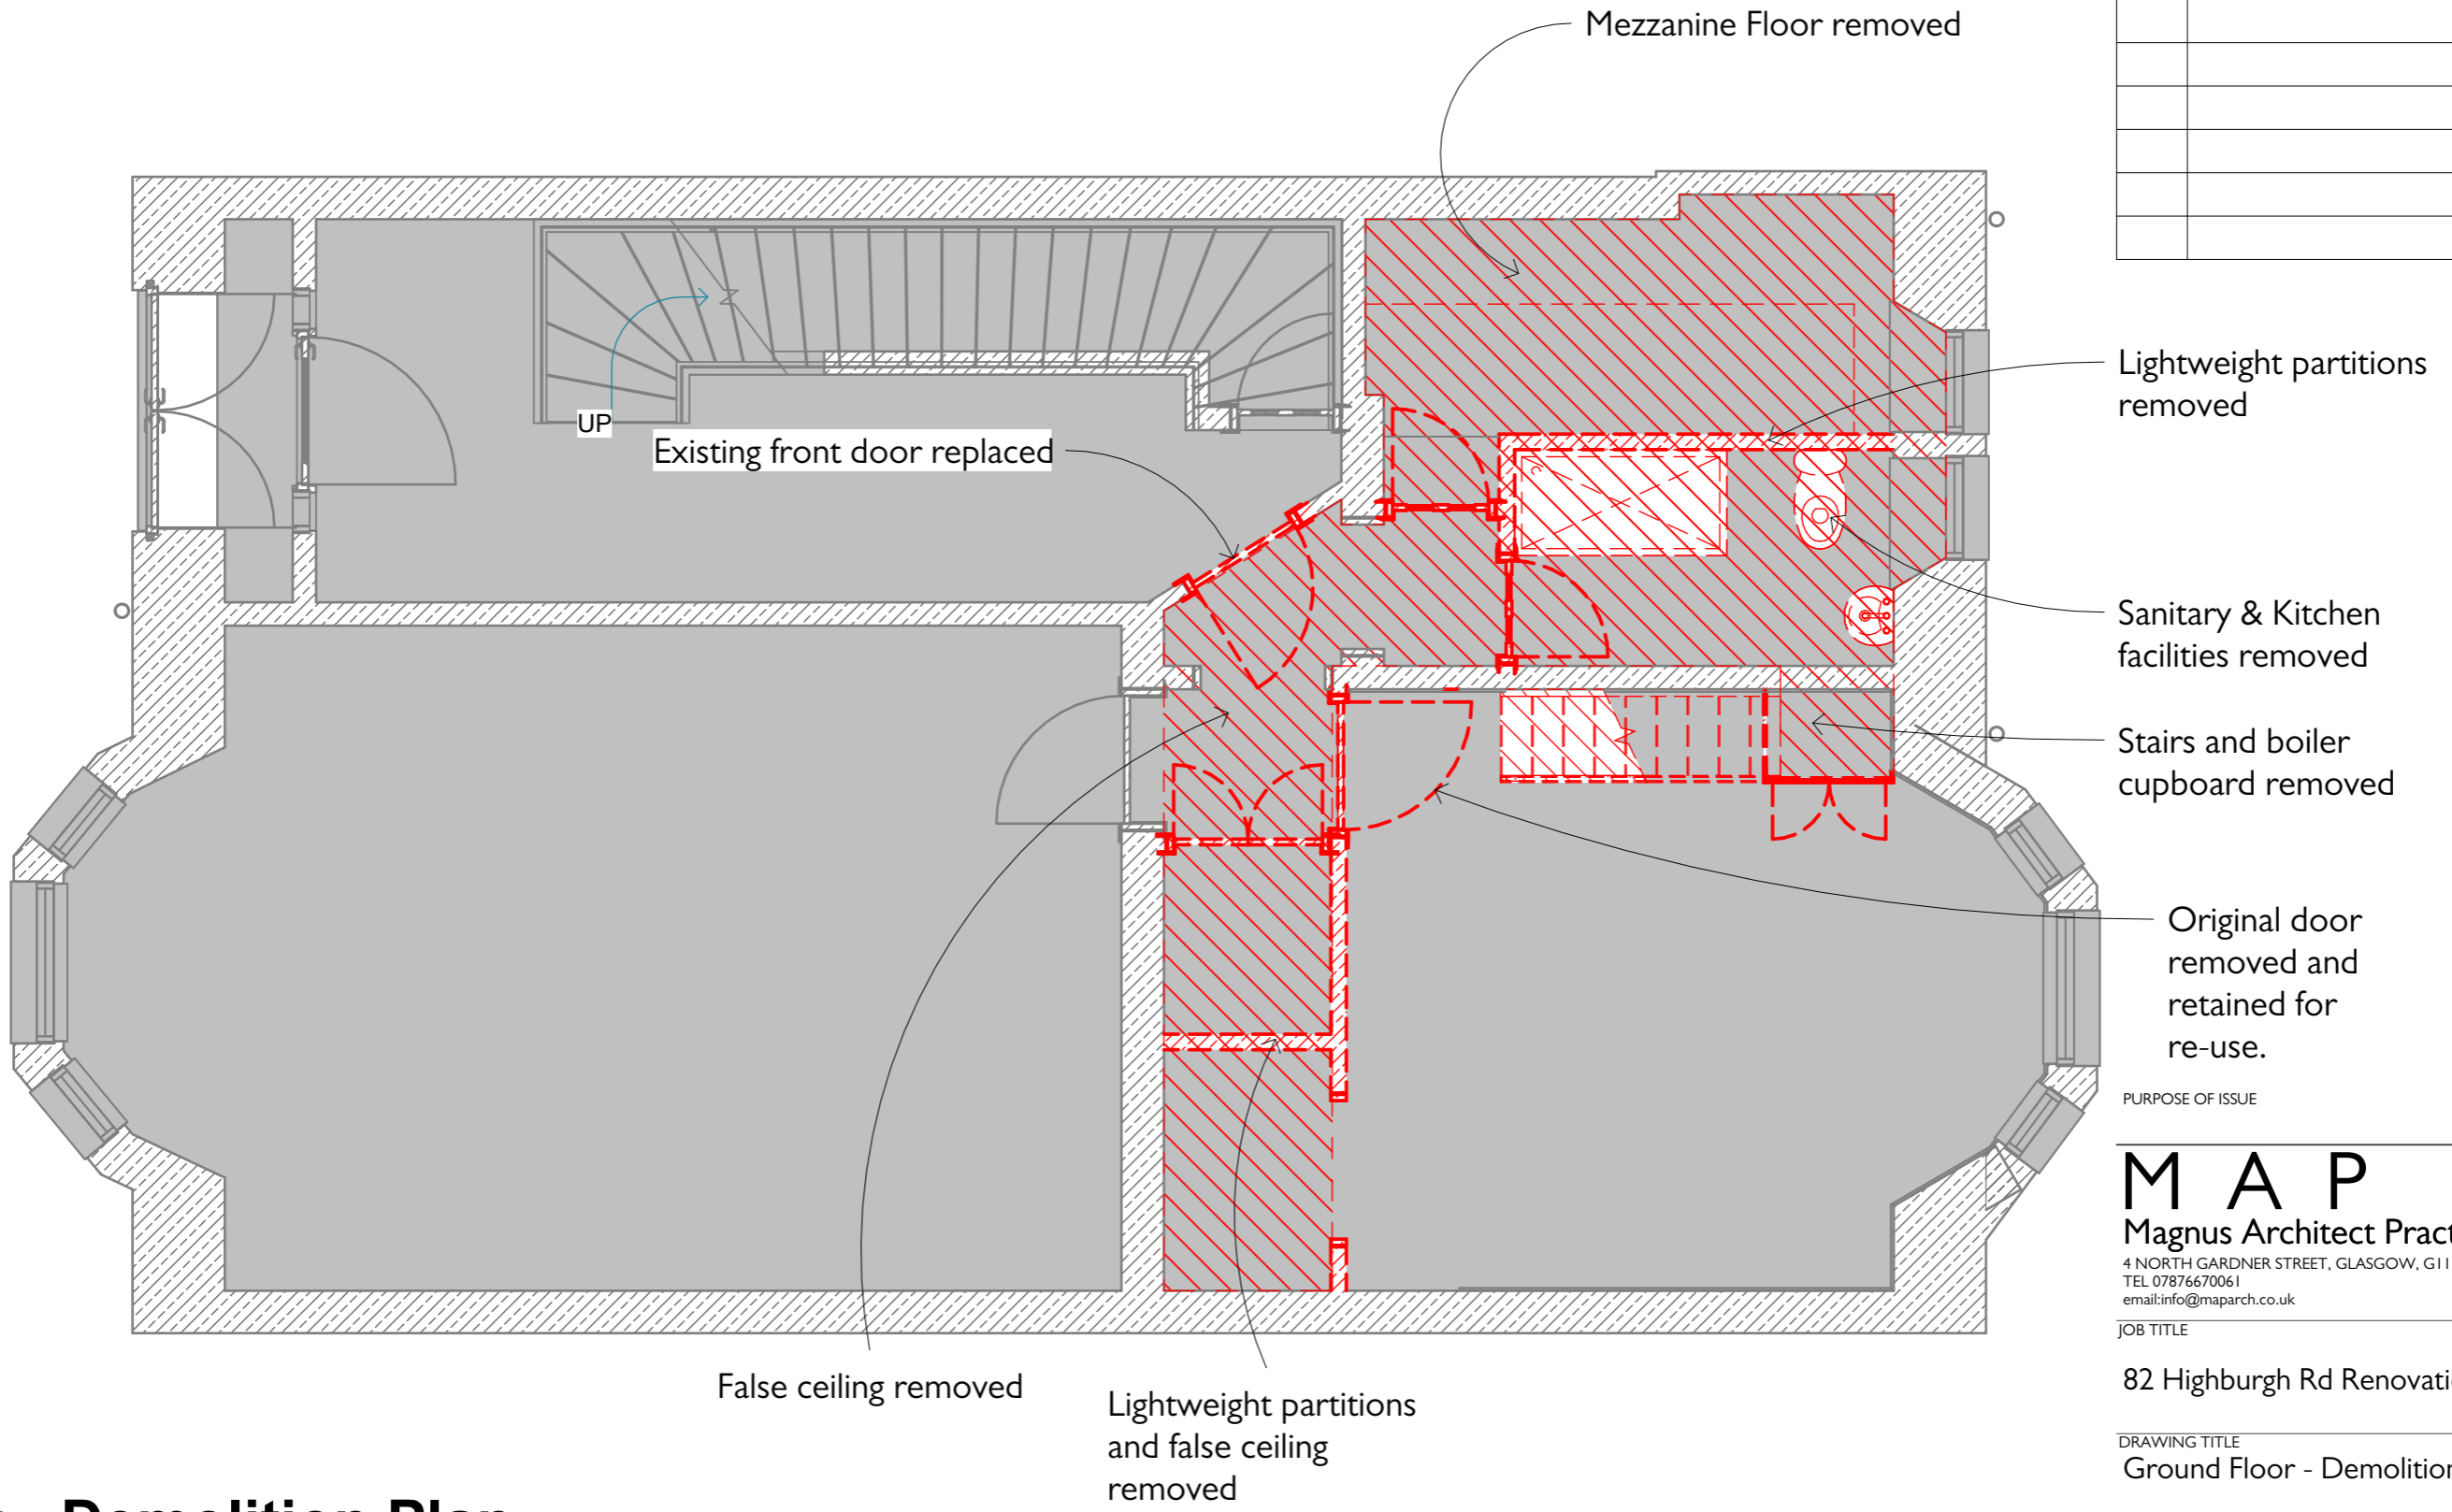 Mezzanine Floor removed
Lightweight partitions
removed
UP
Existing front door replaced
Sanitary & Kitchen
facilities removed
Stairs and boiler
cupboard removed
Original door
removed and
retained for
re-use.
PURPOSE OF ISSUE
M A P
Magnus Architect Pract
4 NORTH GARDNER STREET, GLASGOW, G11
TEL 07876670061
email:info@maparch.co.uk
JOB TITLE
82 Highburgh Rd Renovati
DRAWING TITLE
Ground Floor - Demolition
False ceiling removed
Lightweight partitions
and false ceiling
removed
Demolition Plan